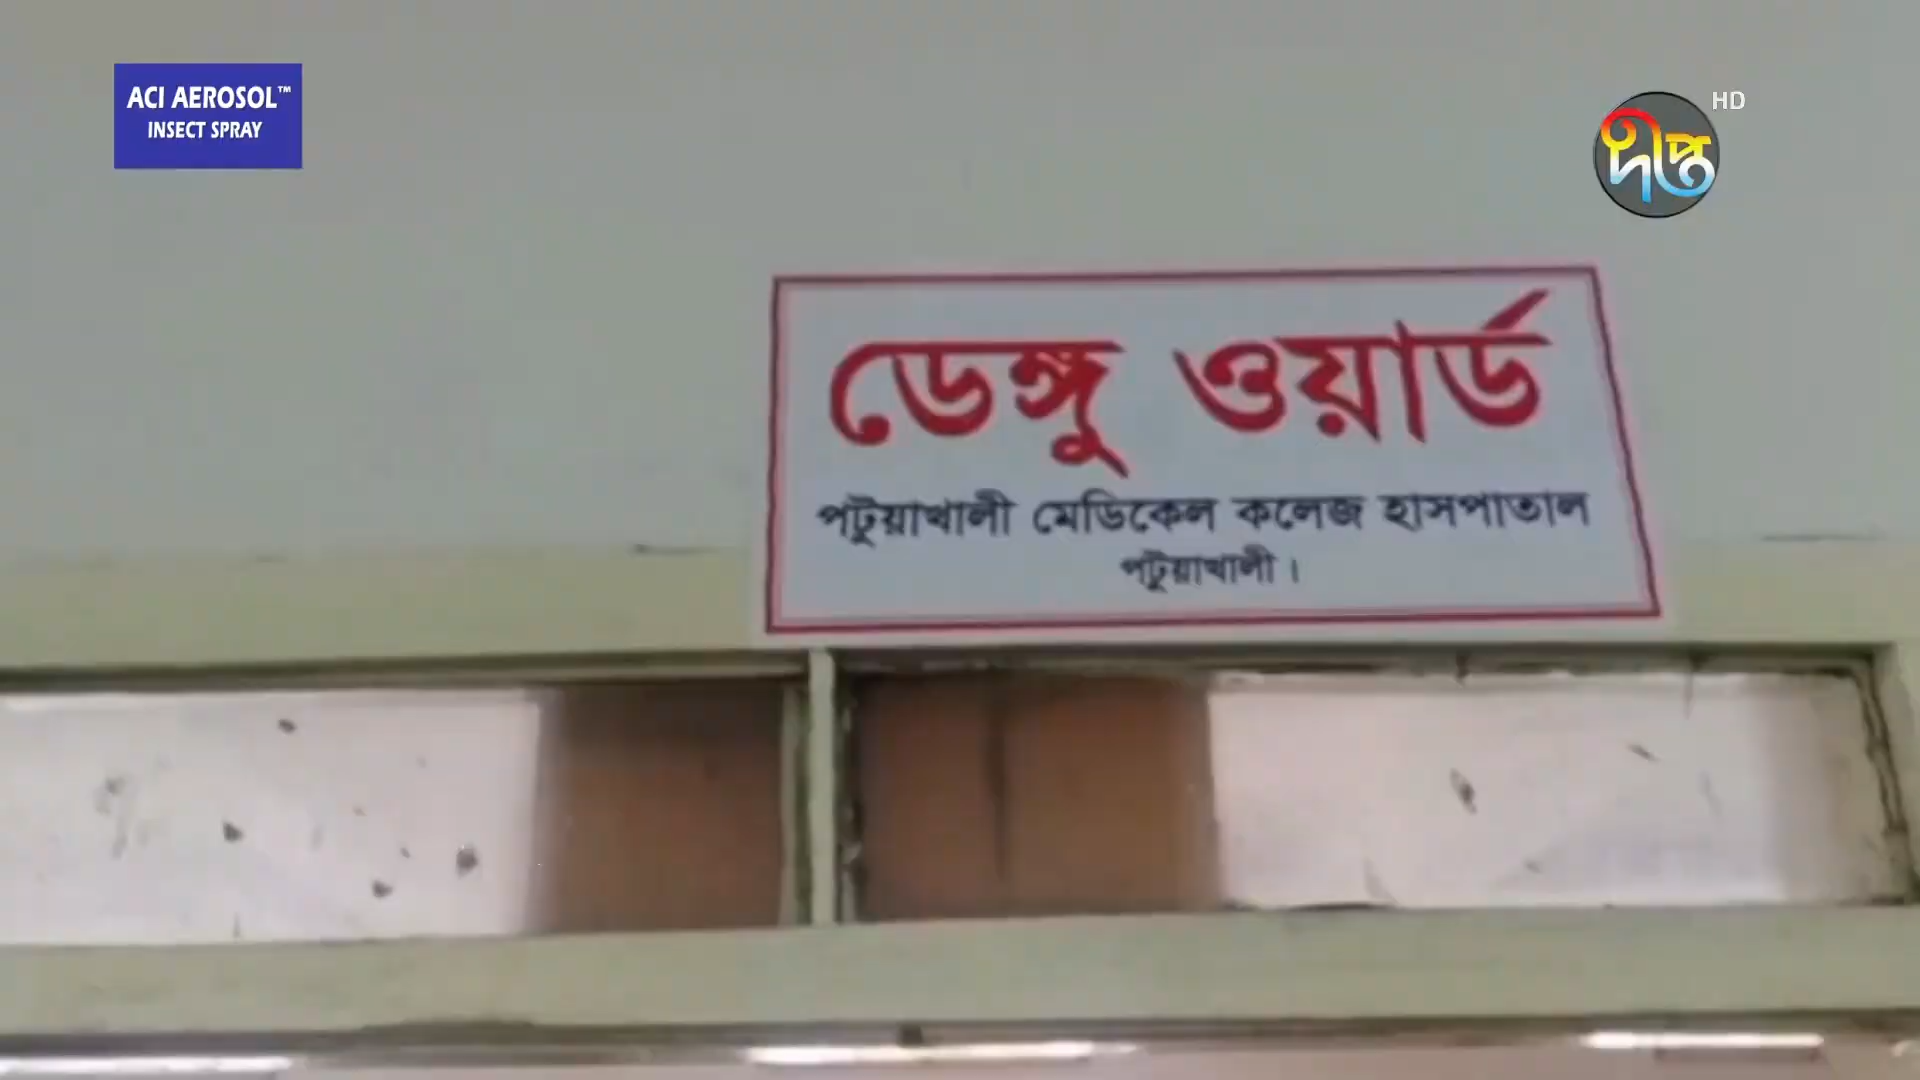 ACI AEROSOL™
INSECT SPRAY
HD
দীপ্ত
ডেঙ্গু ওয়ার্ড
পটুয়াখালী মেডিকেল কলেজ হাসপাতাল
পটুয়াখালী।